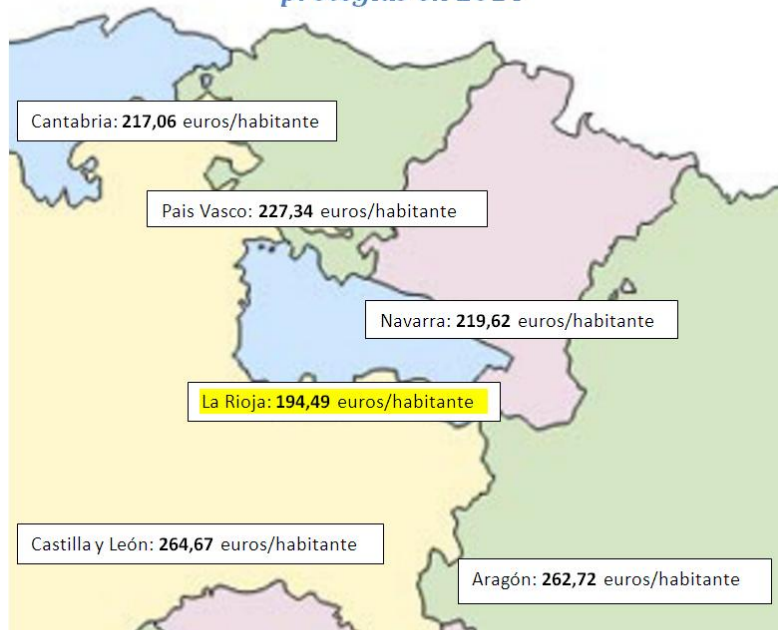 Cantabria: 217,06 euros/habitante
Pais Vasco: 227,34 euros/habitante
Navarra: 219,62 euros/habitante
La Rioja: 194,49 euros/habitante
Castilla y León: 264,67 euros/habitante
Aragón: 262,72 euros/habitante